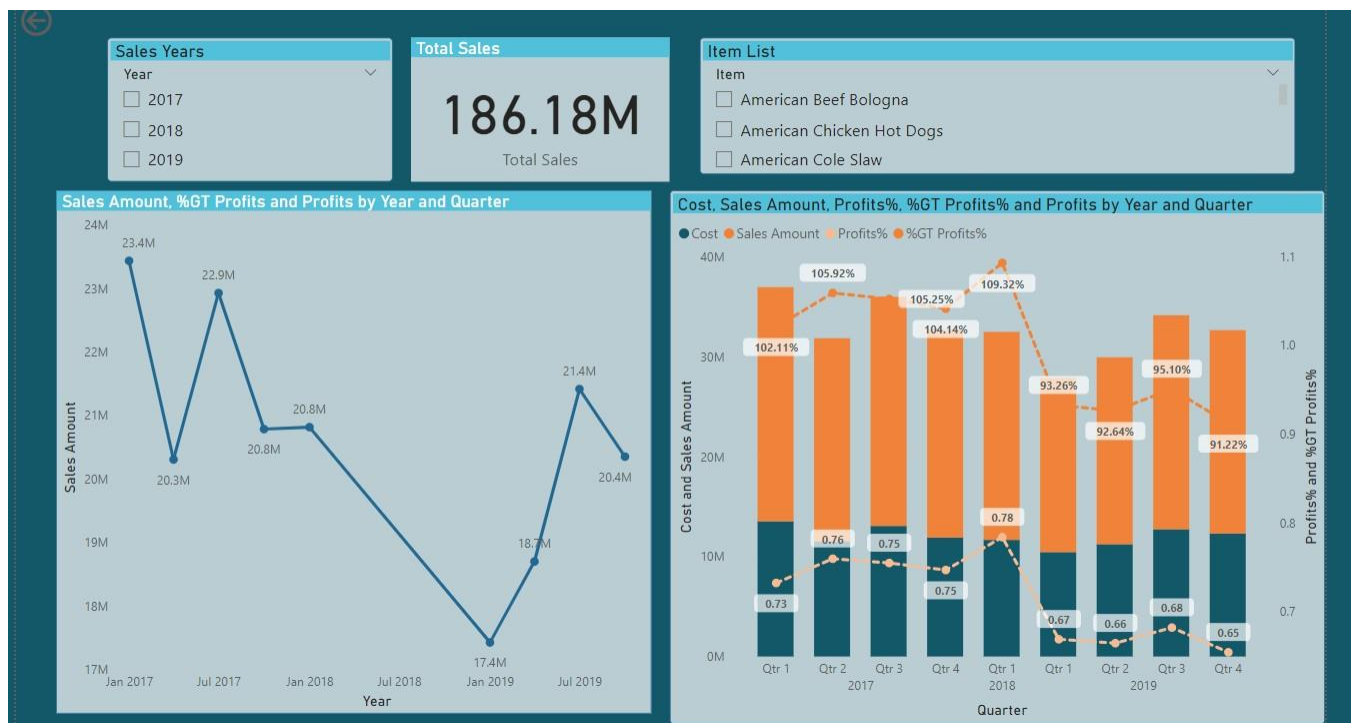 Sales Years
Year
2017
2018
2019
Total Sales
186.18M
Total Sales
Item List
Item
American Beef Bologna
American Chicken Hot Dogs
American Cole Slaw
Sales Amount, %GT Profits and Profits by Year and Quarter
24M
23M
22M
21M
20M
19M
18M
17M
Sales Amount
23.4M
20.3M
22.9M
20.8M
20.8M
17.4M
18.7M
21.4M
20.4M
Jan 2017
Jul 2017
Jan 2018
Jul 2018
Jan 2019
Jul 2019
Year
Cost, Sales Amount, Profits%, %GT Profits% and Profits by Year and Quarter
Cost Sales Amount Profits% %GT Profits%
40M
30M
20M
10M
0M
Cost and Sales Amount
102.11%
105.92%
105.25%
104.14%
109.32%
93.26%
92.64%
95.10%
91.22%
0.73
0.76
0.75
0.75
0.78
0.67
0.66
0.68
0.65
1.1
1.0
0.9
0.8
0.7
Profits% and %GT Profits%
Qtr 1 Qtr 2 Qtr 3 Qtr 4 Qtr 1 Qtr 1 Qtr 2 Qtr 3 Qtr 4
2017 2018 2019
Quarter